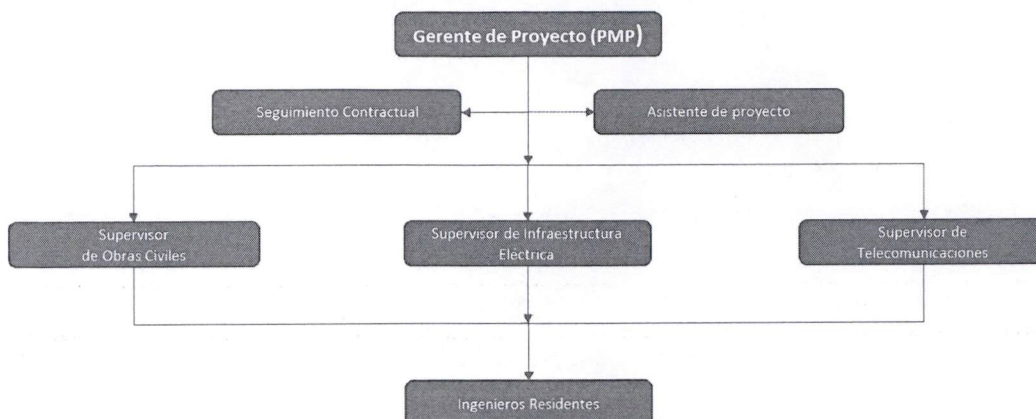 Gerente de Proyecto (PMP)
Seguimiento Contractual
Asistente de proyecto
Supervisor
de Obras Civiles
Supervisor de Infraestructura
Eléctrica
Supervisor de
Telecomunicaciones
Ingenieros Residentes